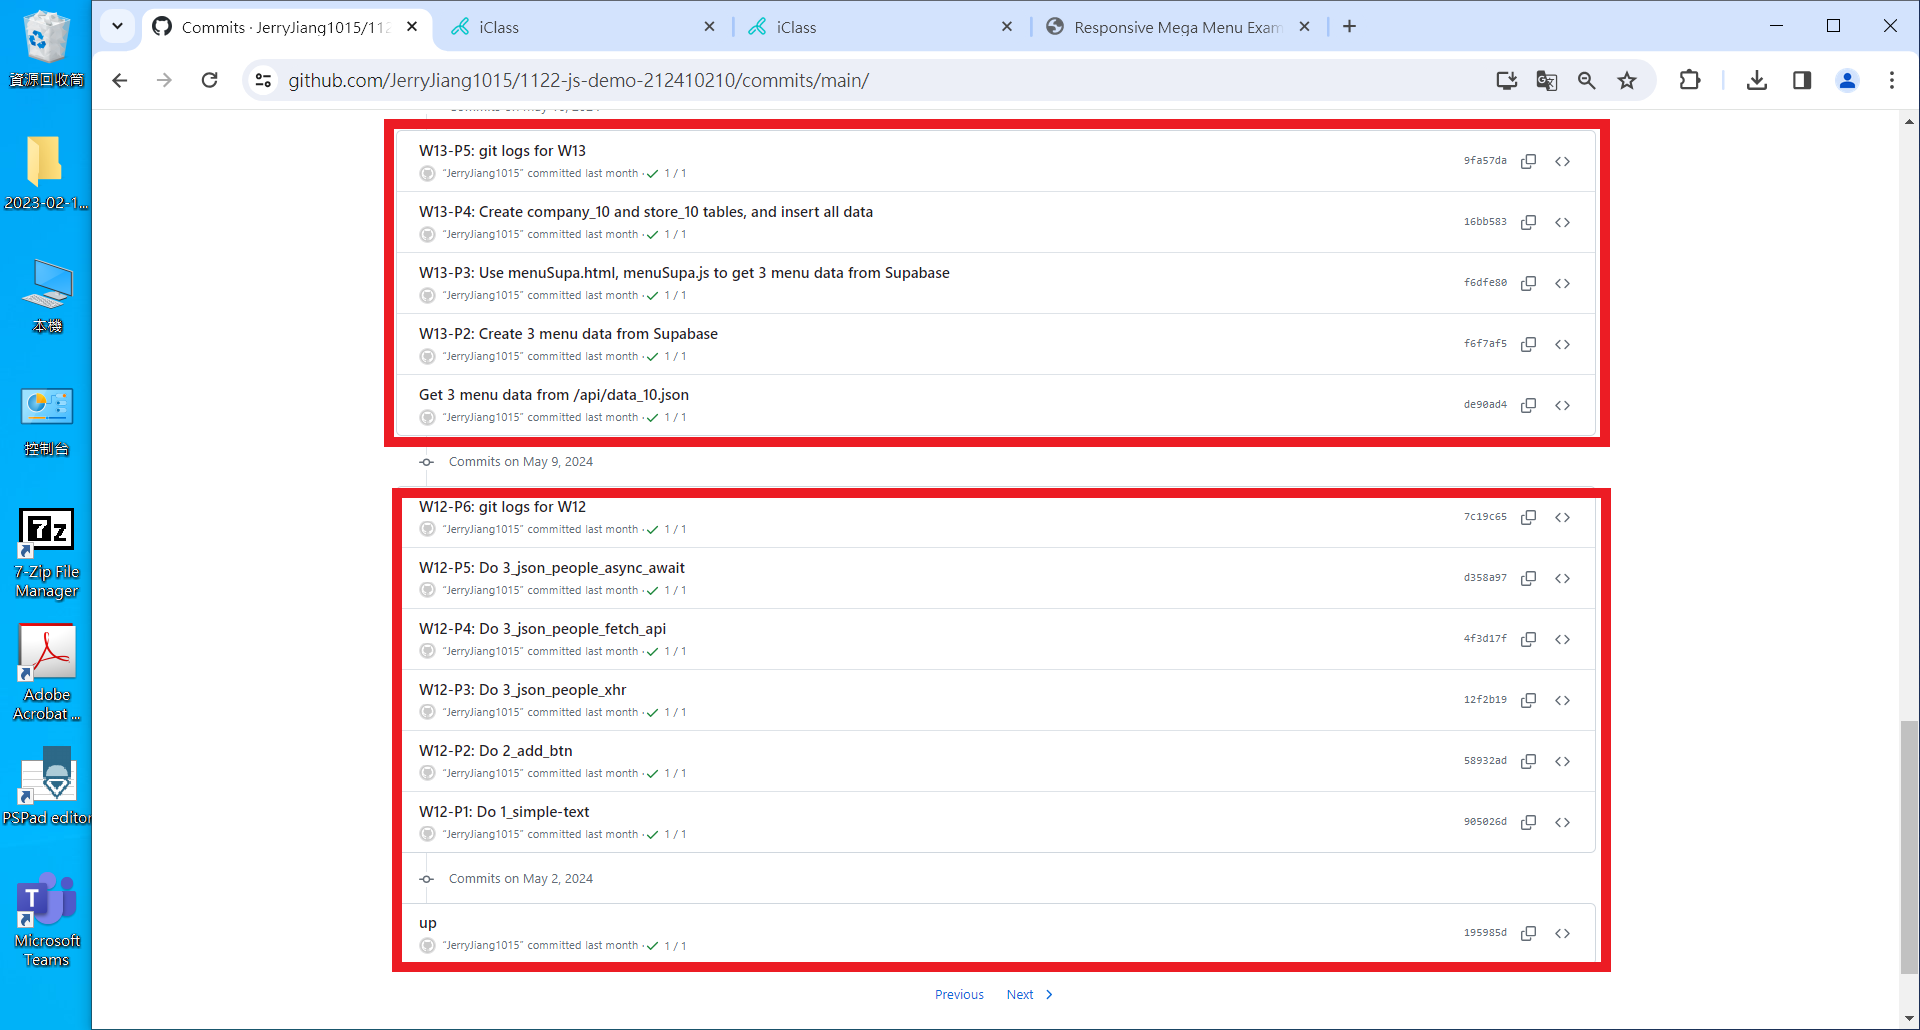 資源回收筒
2023-02-1...
本機
控制台
7-Zip File
Manager
Adobe
Acrobat ...
PSPad editor
Microsoft
Teams
Commits · JerryJiang1015/112
iClass
iClass
Responsive Mega Menu Exam
github.com/JerryJiang1015/1122-js-demo-212410210/commits/main/
W13-P5: git logs for W13
"JerryJiang1015" committed last month · 1 / 1
9fa57da
W13-P4: Create company_10 and store_10 tables, and insert all data
"JerryJiang1015" committed last month · 1 / 1
16bb583
W13-P3: Use menuSupa.html, menuSupa.js to get 3 menu data from Supabase
"JerryJiang1015" committed last month · 1 / 1
f6dfe80
W13-P2: Create 3 menu data from Supabase
"JerryJiang1015" committed last month · 1 / 1
f6f7af5
Get 3 menu data from /api/data_10.json
"JerryJiang1015" committed last month · 1 / 1
de90ad4
Commits on May 9, 2024
W12-P6: git logs for W12
"JerryJiang1015" committed last month · 1 / 1
7c19c65
W12-P5: Do 3_json_people_async_await
"JerryJiang1015" committed last month · 1 / 1
d358a97
W12-P4: Do 3_json_people_fetch_api
"JerryJiang1015" committed last month · 1 / 1
4f3d17f
W12-P3: Do 3_json_people_xhr
"JerryJiang1015" committed last month · 1 / 1
12f2b19
W12-P2: Do 2_add_btn
"JerryJiang1015" committed last month · 1 / 1
58932ad
W12-P1: Do 1_simple-text
"JerryJiang1015" committed last month · 1 / 1
905026d
Commits on May 2, 2024
up
"JerryJiang1015" committed last month · 1 / 1
195985d
Previous Next